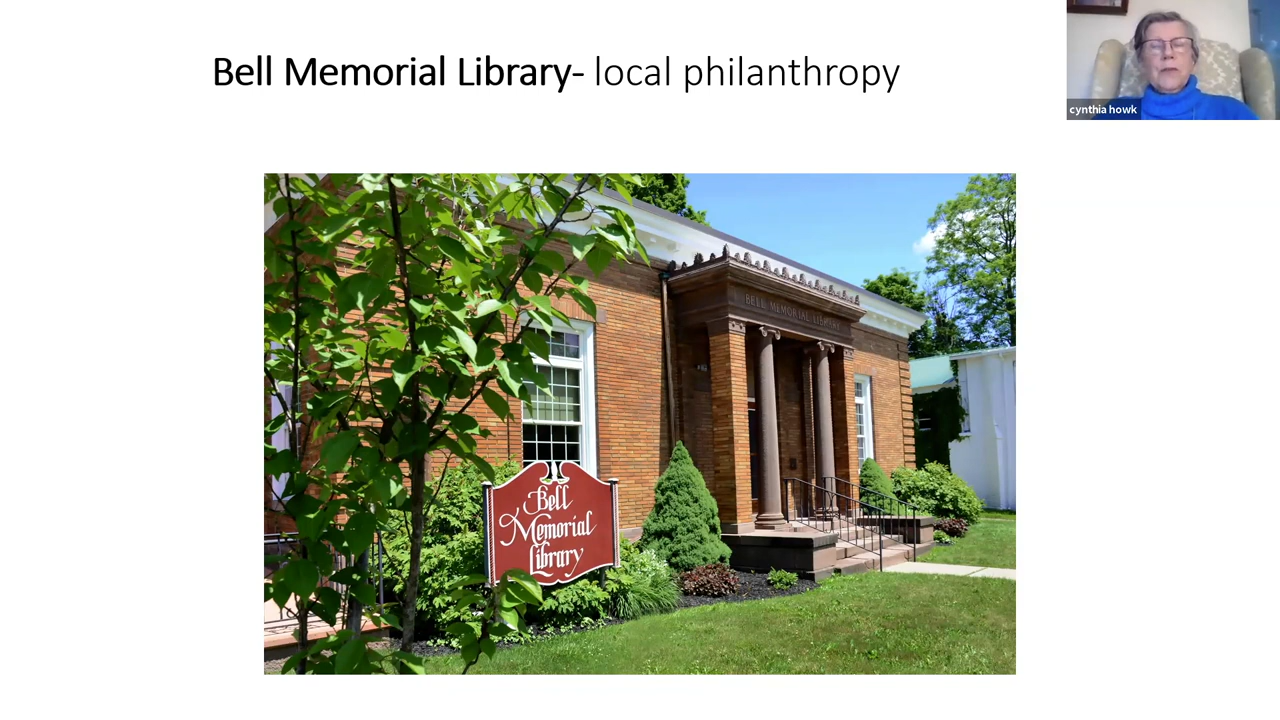 Bell Memorial Library- local philanthropy
cynthia howk
BELL MEMORIAL LIBRARY
Bell
Memorial
Library